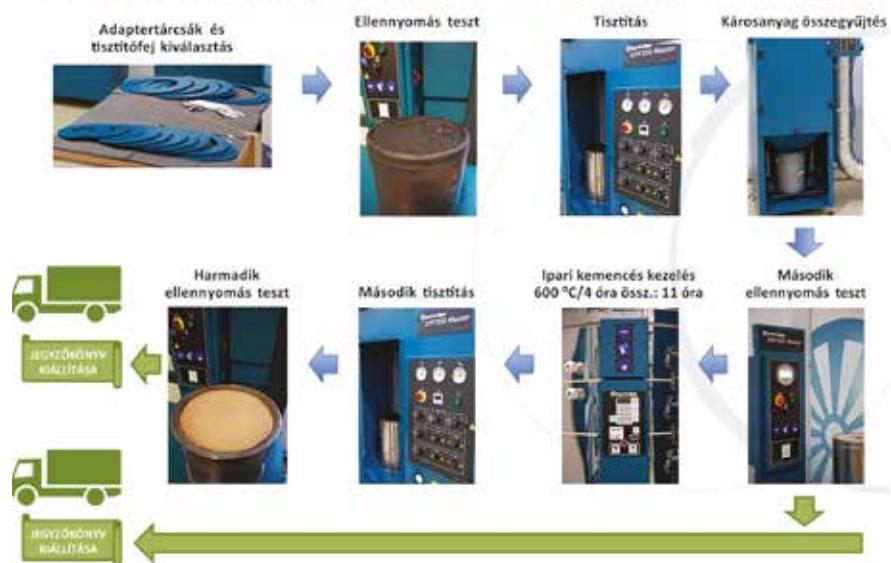 Adaptertárcsák és
tisztítófej kiválasztás
Ellennyomás teszt
Tisztítás
Károsanyag összegyűjtés
Harmadik
ellennyomás teszt
Második tisztítás
Ipari kemencés kezelés
600 °C/4 óra össz.: 11 óra
Második
ellennyomás teszt
JEGYZŐKÖNYV
KIÁLLÍTÁSA
JEGYZŐKÖNYV
KIÁLLÍTÁSA